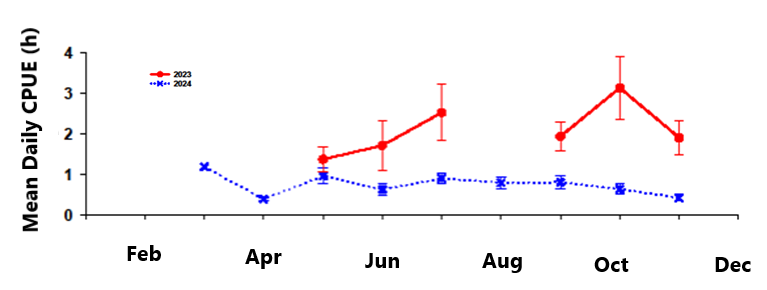 Mean Daily CPUE (h)
4
3
2
1
0
2023
2024
Feb
Apr
Jun
Aug
Oct
Dec